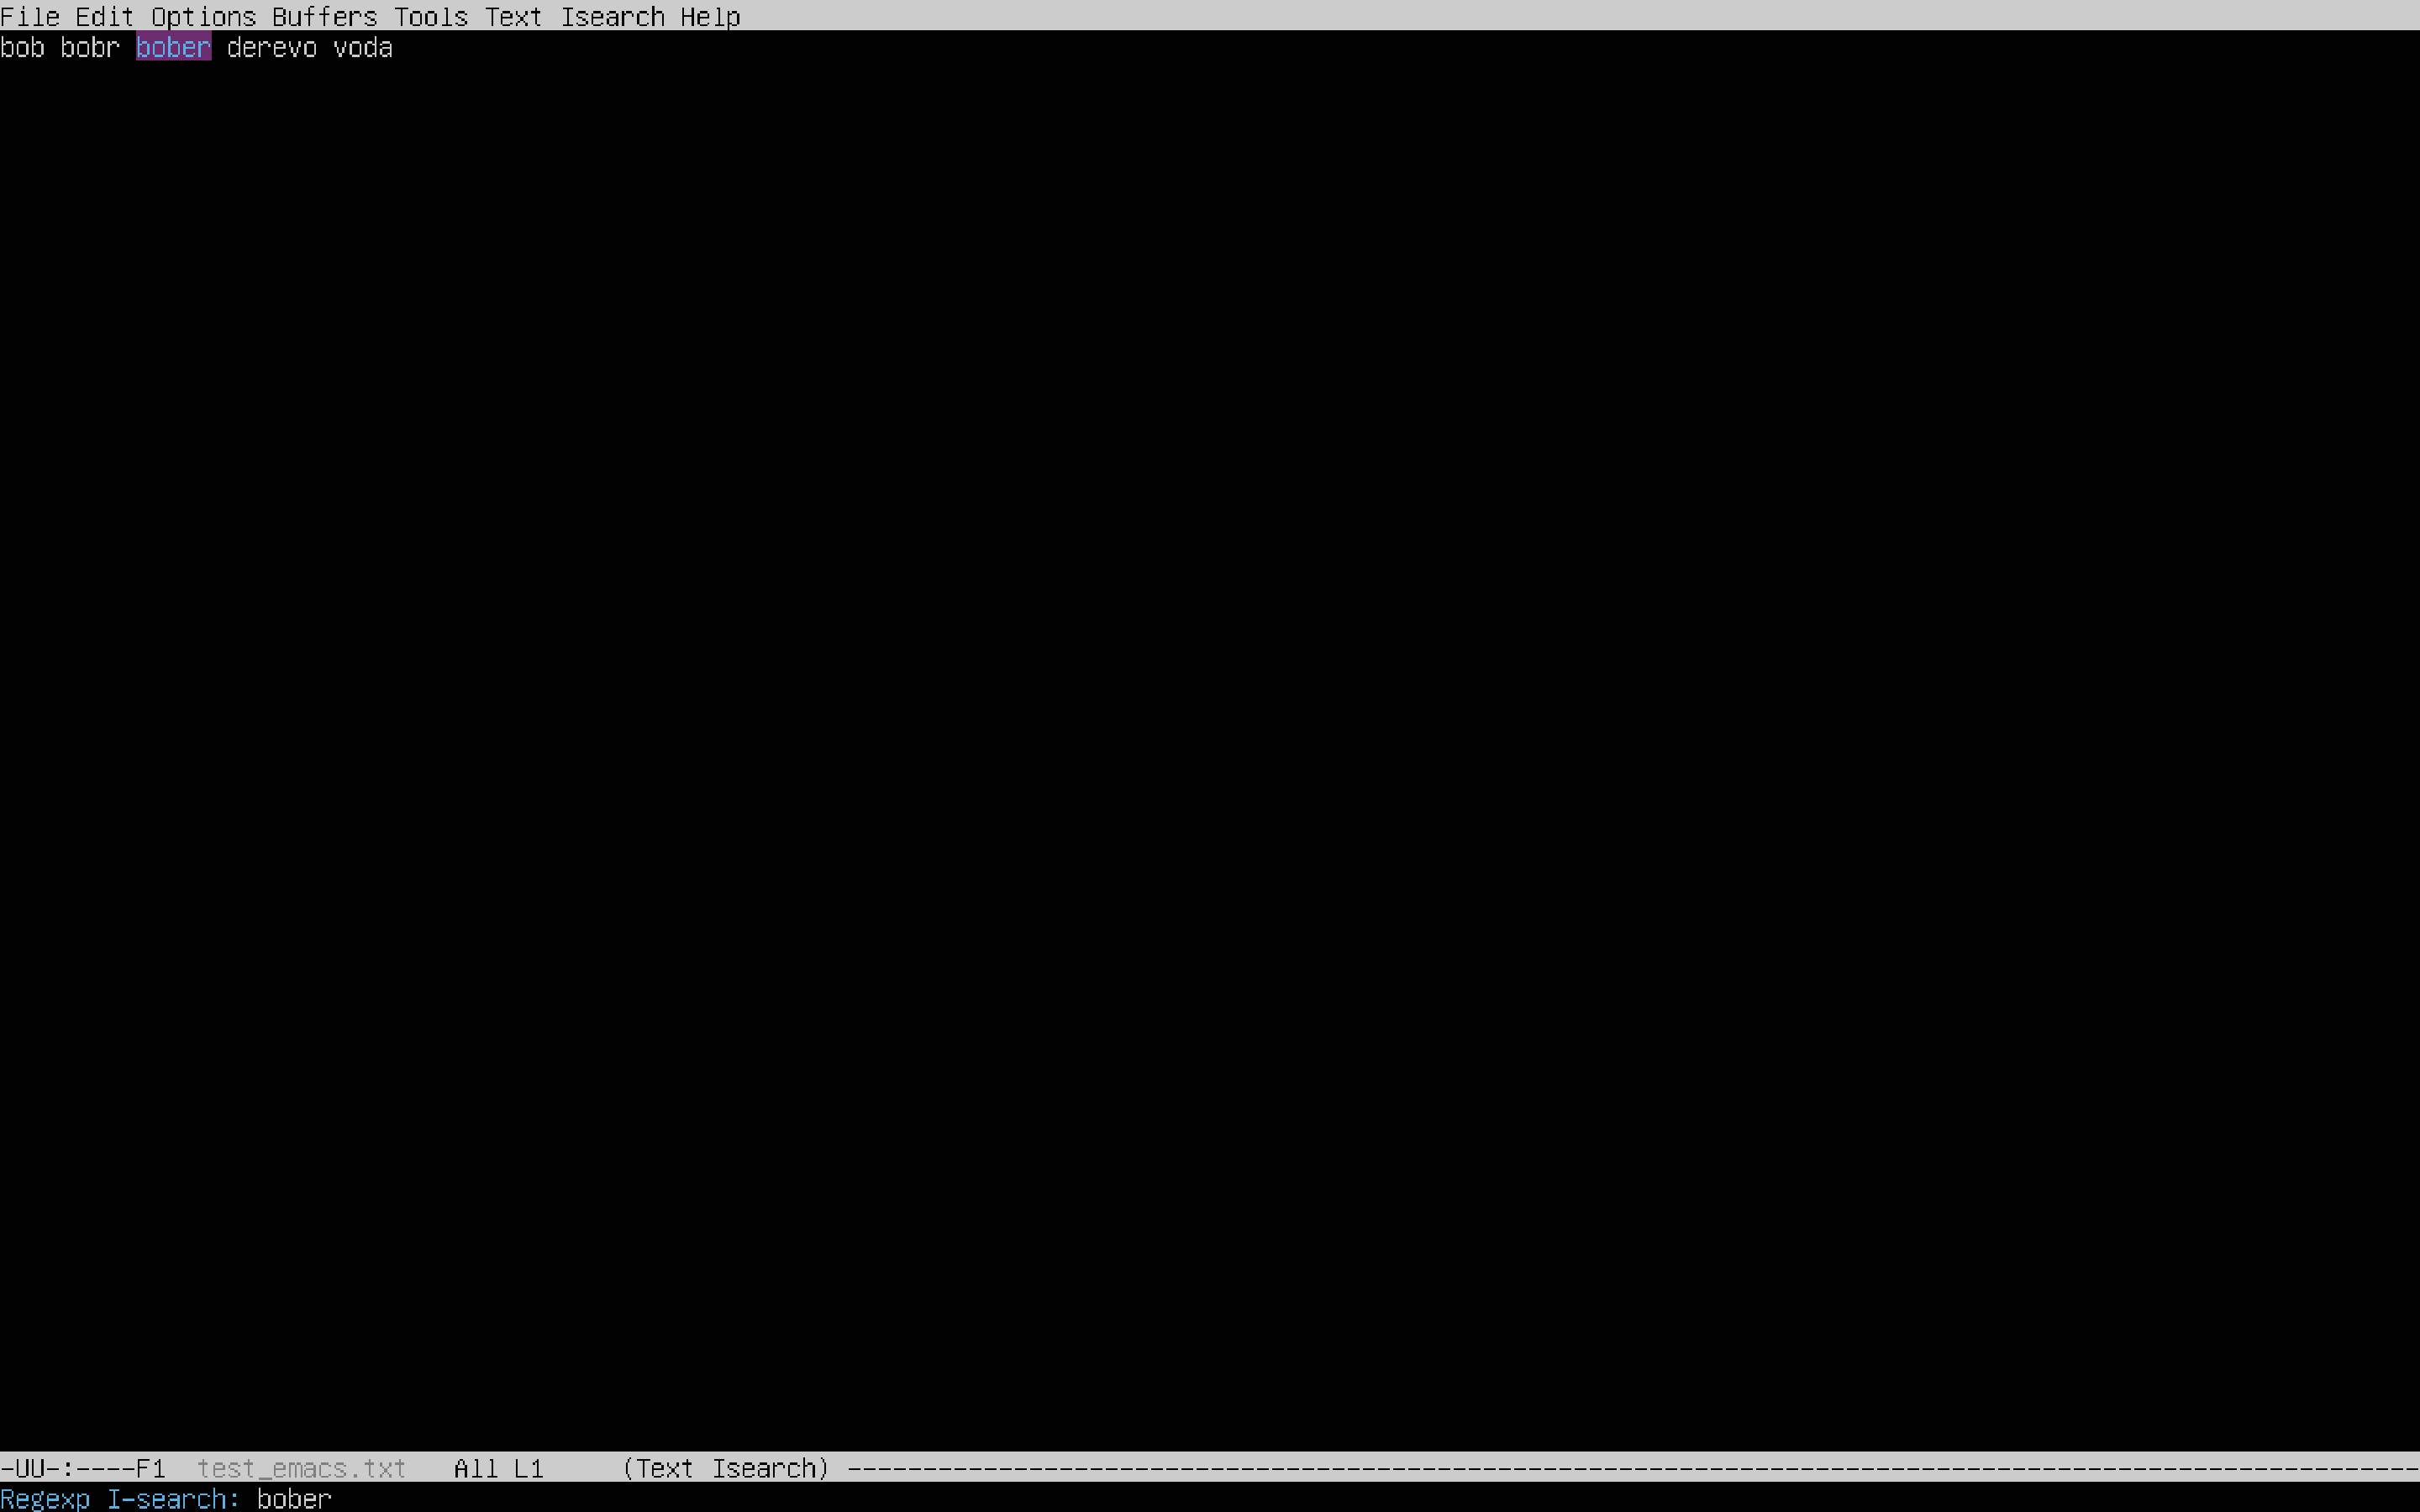 File Edit Options Buffers Tools Text Isearch Help
bob bobr bober derevo voda
-UU-:----F1  test_emacs.txt   All L1     (Text Isearch) --------------------------------------------------------------------------------------------------------
Regexp I-search: bober